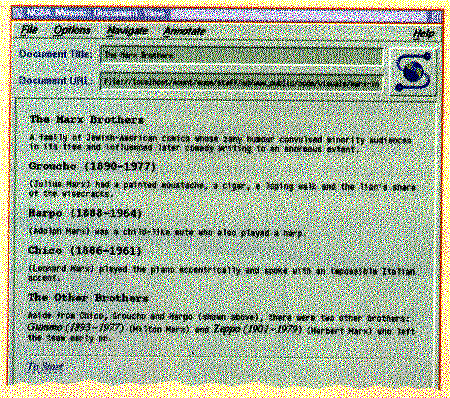 File Options Navigate Annotate Help
Document Title: The Marx Brothers
Document URL:
The Marx Brothers
A family of Jewish-American comics whose zany humour convulsed minority audiences
in its time and influenced later comedy writing to an enormous extent.
Groucho (1890-1977)
(Julius Marx) had a painted moustache, a cigar, a loping walk and the lion's share
of the wisecracks.
Harpo (1888-1964)
(Adolph Marx) was a child-like mute who also played a harp.
Chico (1886-1961)
(Leonard Marx) played the piano eccentrically and spoke with an impossible Italian
accent.
The Other Brothers
Aside from Chico, Groucho and Harpo (shown above), there were two other brothers:
Gummo (1893-1977) (Milton Marx) and Zeppo (1901-1979) (Herbert Marx) who left
the team early on.
To Start